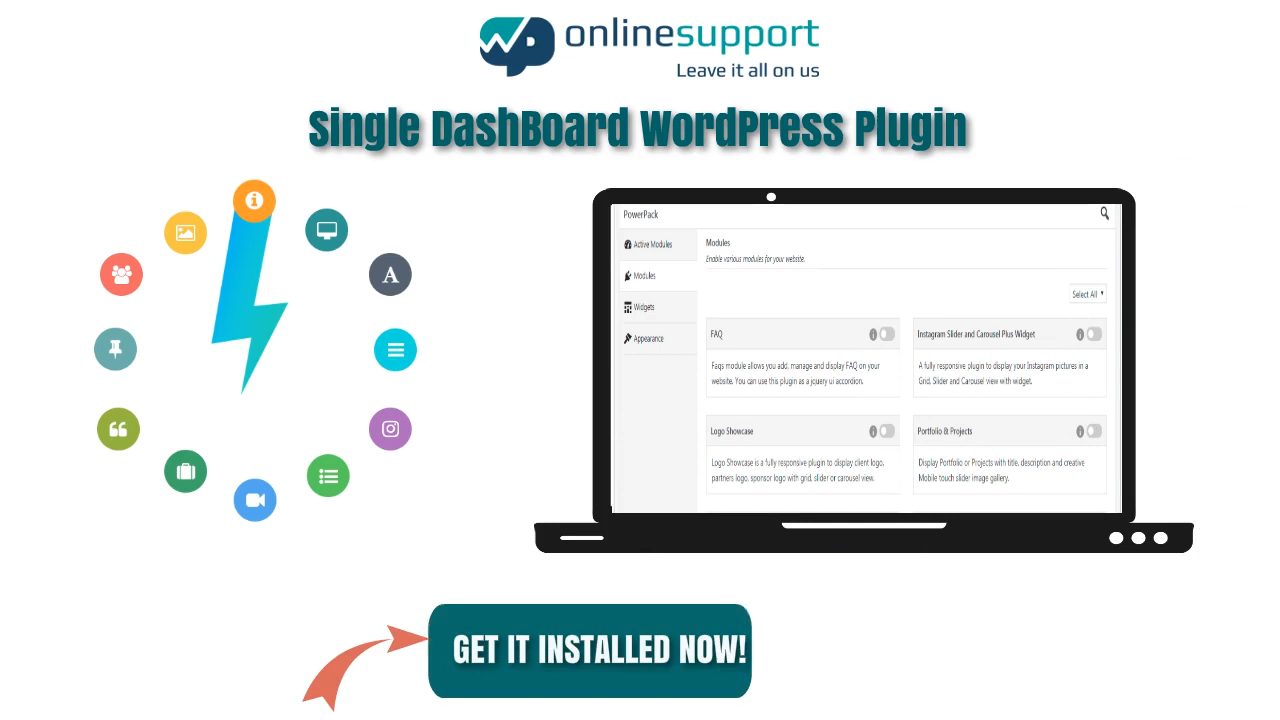 onlinesupport
Leave it all on us
Single DashBoard WordPress Plugin
A
PowerPack
Active Modules
Modules
Widgets
Appearance
Modules
Enable various modules for your website.
Select All
FAQ
Faqs module allows you add, manage and display FAQ on your
website. You can use this plugin as a jquery ui accordion.
Instagram Slider and Carousel Plus Widget
A fully responsive plugin to display your Instagram pictures in a
Grid, Slider and Carousel view with widget.
Logo Showcase
Logo Showcase is a fully responsive plugin to display client logo,
partners logo, sponsor logo with grid, slider or carousel view.
Portfolio & Projects
Display Portfolio or Projects with title, description and creative
Mobile touch slider image gallery.
GET IT INSTALLED NOW!